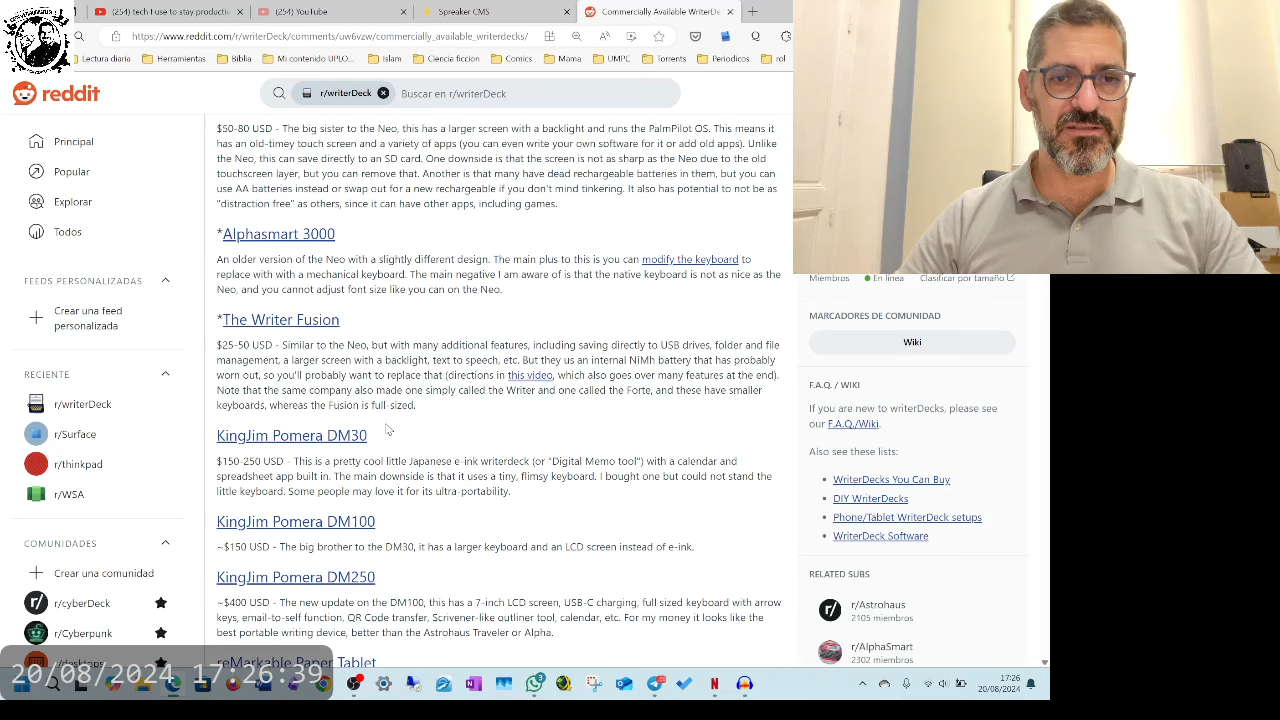 (254) tech I use to stay productiv
(254) YouTube
Spreaker CMS
Commercially Available WriterDe
https://www.reddit.com/r/writerDeck/comments/uw6fzw/commercially_available_writerdecks/
Lectura diaria
Herramientas
Biblio
Mi contenido UPLO...
Islam
Ciencia ficcion
Comics
Mama
UMPC
Torrents
Periodicos
rol
reddit
r/writerDeck
Buscar en r/writerDeck
Principal
Popular
Explorar
Todos
FEEDS PERSONALIZADAS
Crear una feed
personalizada
RECIENTE
r/writerDeck
r/Surface
r/thinkpad
r/WSA
COMUNIDADES
Crear una comunidad
r/cyberDeck
r/Cyberpunk
r/desktops
$50-80 USD - The big sister to the Neo, this has a larger screen with a backlight and runs the PalmPilot OS. This means it
has an old-timey touch screen and plenty of apps (you can even write your own software for it or add old apps). Unlike
the Neo, this can save directly to an SD card. One downside is that the screen is not as sharp as the Neo due to the old
touchscreen layer, but you can remove that. Another is that many have dead rechargeable batteries in them, but you can
use AA batteries instead or swap out for a new rechargeable if you don't mind tinkering. It also has potential to not be as
"distraction free" as others, since it can have other apps, including games.
*Alphasmart 3000
An older version of the Neo with a slightly different design. The main plus to this is you can modify the keyboard to
replace with with a mechanical keyboard. The main negative I am aware of is that the native keyboard is not as nice as the
Neo, and you can't adjust font size like you can on the Neo.
*The Writer Fusion
$25-50 USD - Similar to the Neo, but with many additional features, including saving directly to USB drives, folder and file
management, a larger screen with a backlight, text to speech, etc. But they us an internal NiMh battery that has probably
worn out, so you'll probably want to replace that (directions in this video, which also goes over many features at the end).
Note that the same company also made one simply called the Writer and one called the Forte, and these have smaller
keyboards, whereas the Fusion is full-sized.
KingJim Pomera DM30
$150-250 USD - This is a pretty cool little Japanese e-ink writerdeck (or "Digital Memo tool") with a calendar and
spreadsheet app built in. The main downside is that it uses a tiny, flimsy keyboard. I bought one but could not stand the
little keyboard. Some people may love it for its ultra-portability.
KingJim Pomera DM100
~$150 USD - The big brother to the DM30, it has a larger keyboard and an LCD screen instead of e-ink.
KingJim Pomera DM250
~$400 USD - The new update on the DM100, this has a 7-inch LCD screen, USB-C charging, full sized keyboard with arrow
keys, email-to-self function, QR Code transfer, Scrivener-like outliner tool, calendar, etc. For my money it looks like the
best portable writing device, better than the Astrohaus Traveler or Alpha.
reMarkable Paper Tablet
Miembros
En línea
Clasificar por tamaño
MARCADORES DE COMUNIDAD
Wiki
F.A.Q. / WIKI
If you are new to writerDecks, please see
our F.A.Q./Wiki.
Also see these lists:
WriterDecks You Can Buy
DIY WriterDecks
Phone/Tablet WriterDeck setups
WriterDeck Software
RELATED SUBS
r/Astrohaus
2105 miembros
r/AlphaSmart
2302 miembros
20/08/2024 17:26:39
17:26
20/08/2024